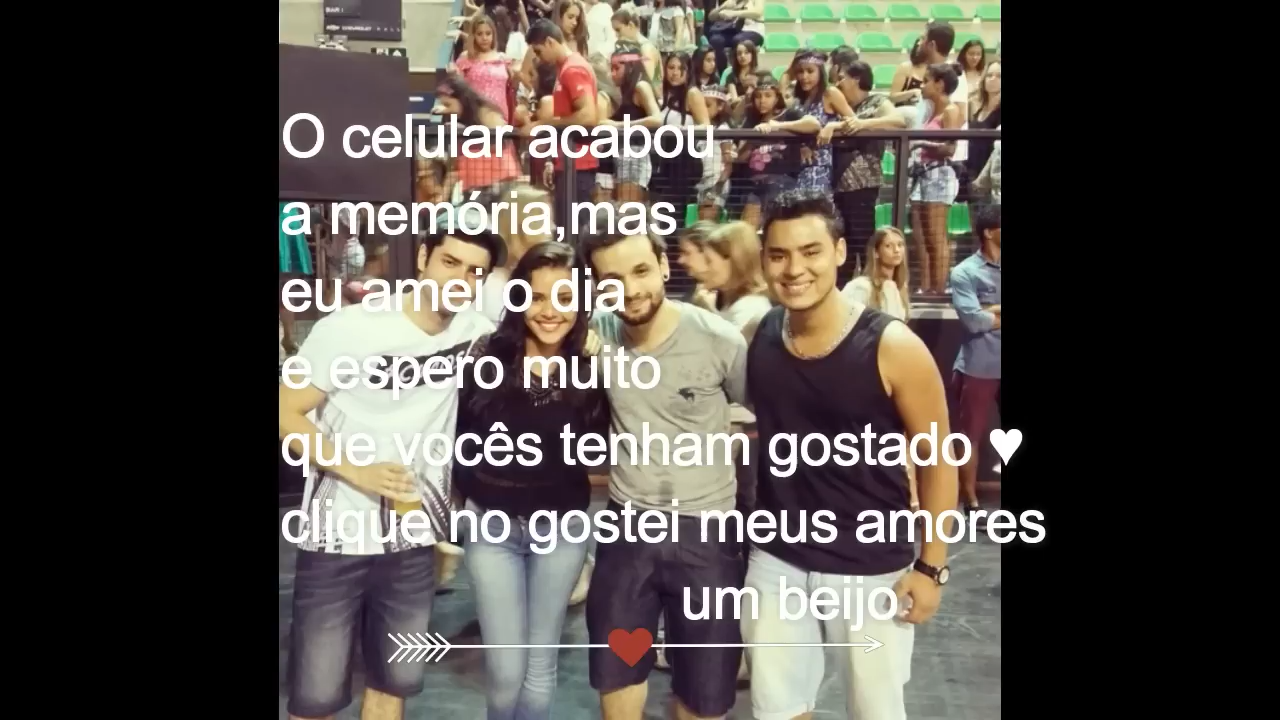 O celular acabou
a memória,mas
eu amei o dia
e espero muito
que vocês tenham gostado ♥
clique no gostei meus amores
um beijo